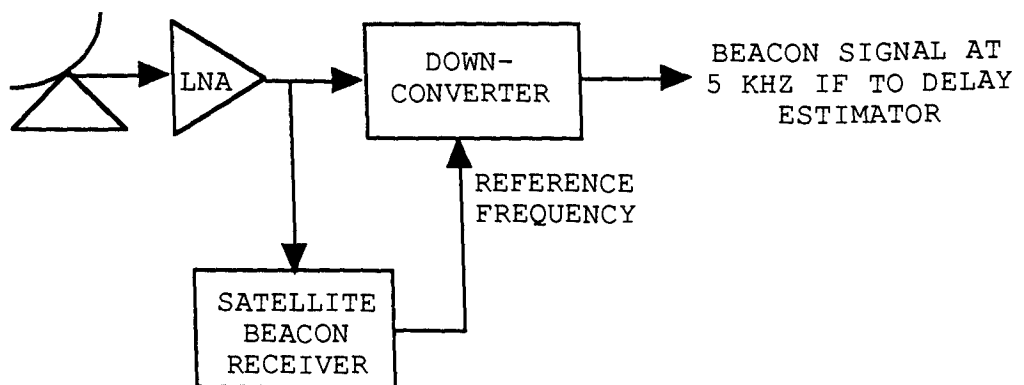 LNA
DOWN-
CONVERTER
BEACON SIGNAL AT
5 KHZ IF TO DELAY
ESTIMATOR
REFERENCE
FREQUENCY
SATELLITE
BEACON
RECEIVER